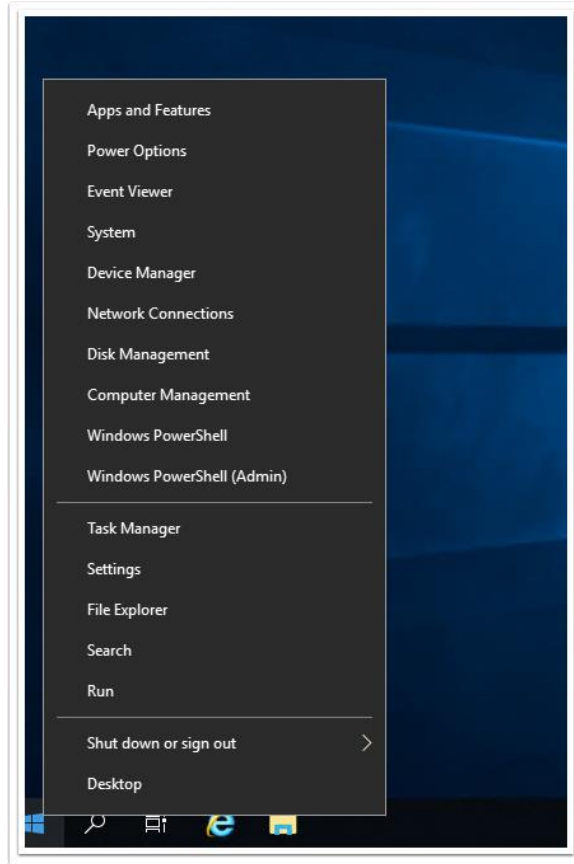 Apps and Features
Power Options
Event Viewer
System
Device Manager
Network Connections
Disk Management
Computer Management
Windows PowerShell
Windows PowerShell (Admin)
Task Manager
Settings
File Explorer
Search
Run
Shut down or sign out
Desktop